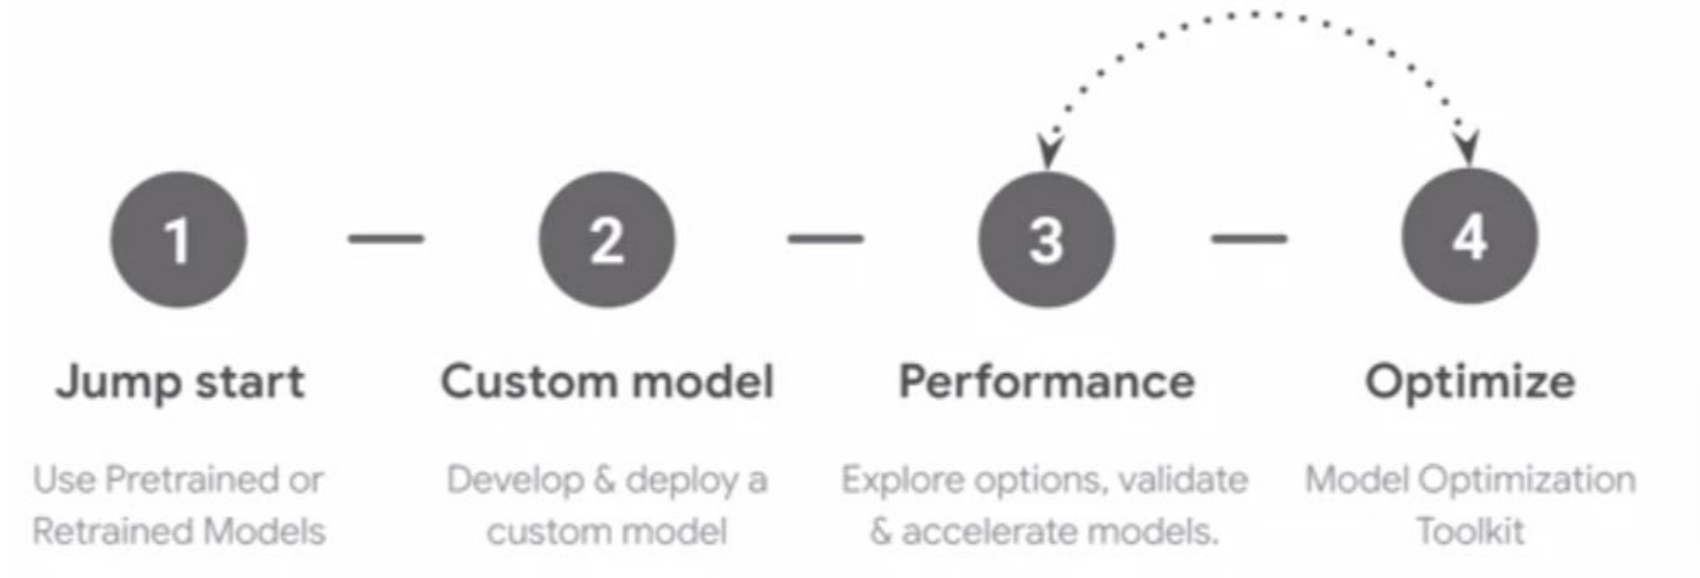 1
2
3
4
Jump start
Custom model
Performance
Optimize
Use Pretrained or
Retrained Models
Develop & deploy a
custom model
Explore options, validate
& accelerate models.
Model Optimization
Toolkit